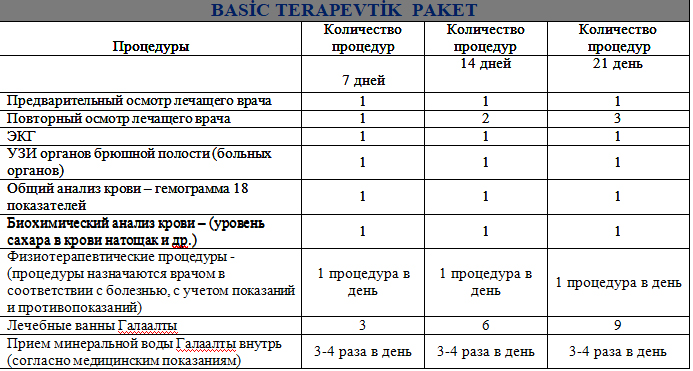 BASİC TERAPEVTİK PAKET
Процедуры
Количество процедур
Количество процедур
Количество процедур
7 дней
14 дней
21 день
Предварительный осмотр лечащего врача 1 1 1
Повторный осмотр лечащего врача 1 2 3
ЭКГ 1 1 1
УЗИ органов брюшной полости (больных
органов) 1 1 1
Общий анализ крови – гемограмма 18
показателей 1 1 1
Биохимический анализ крови – (уровень
сахара в крови натощак и др.) 1 1 1
Физиотерапевтические процедуры -
(процедуры назначаются врачом в
соответствии с болезнью, с учетом показаний
и противопоказаний)
1 процедура в день
1 процедура в день
1 процедура в день
Лечебные ванны Галаалты 3 6 9
Прием минеральной воды Галаалты внутрь
(согласно медицинским показаниям) 3-4 раза в день 3-4 раза в день 3-4 раза в день